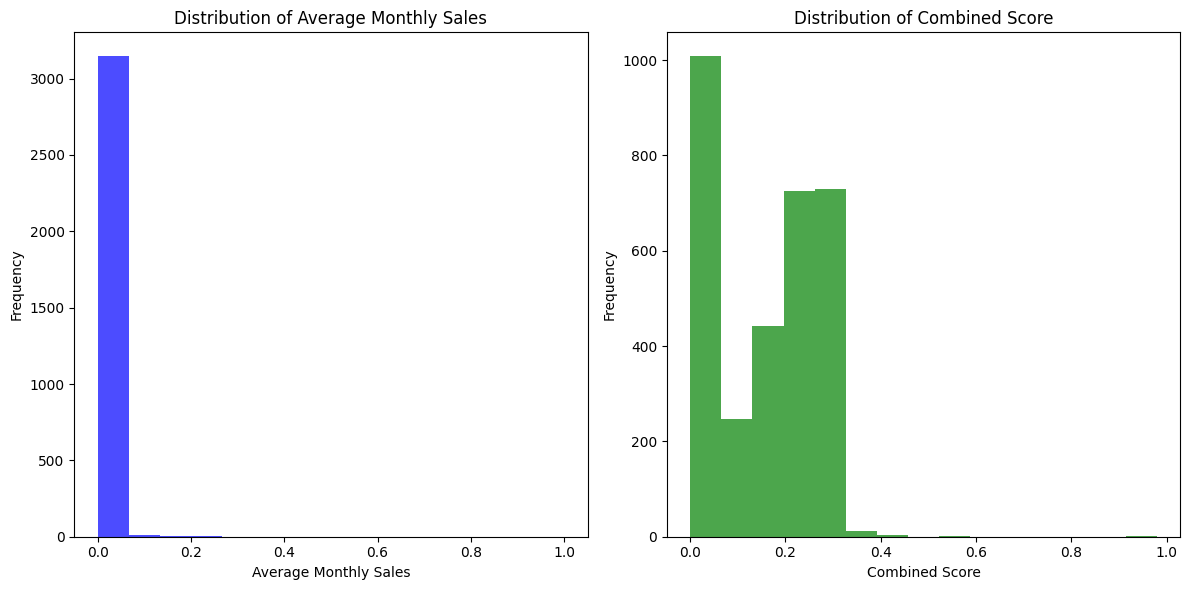 Distribution of Average Monthly Sales
Frequency
3000
2500
2000
1500
1000
500
0
0.0 0.2 0.4 0.6 0.8 1.0
Average Monthly Sales
Distribution of Combined Score
Frequency
1000
800
600
400
200
0
0.0 0.2 0.4 0.6 0.8 1.0
Combined Score